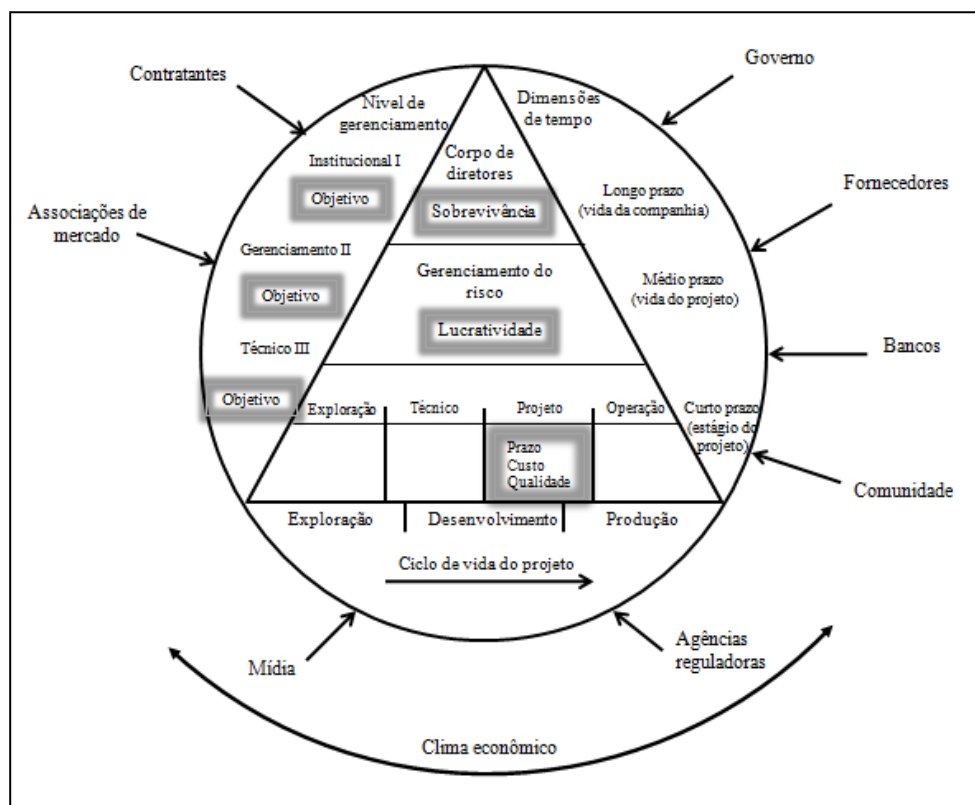 Contratantes
Governo
Nível de
gerenciamento
Dimensões
de tempo
Institucional I
Corpo de
diretores
Objetivo
Sobrevivência
Longo prazo
(vida da companhia)
Fornecedores
Associações de
mercado
Gerenciamento II
Gerenciamento do
risco
Médio prazo
(vida do projeto)
Objetivo
Lucratividade
Técnico III
Bancos
Objetivo
Exploração
Técnico
Projeto
Operação
Curto prazo
(estágio do
projeto)
Prazo
Custo
Qualidade
Comunidade
Exploração
Desenvolvimento
Produção
Ciclo de vida do projeto
Mídia
Agências
reguladoras
Clima econômico